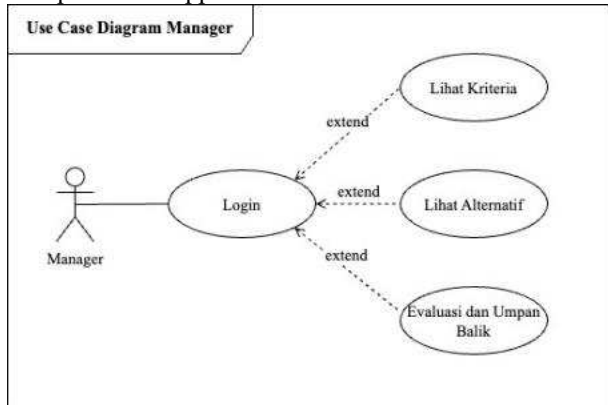 Use Case Diagram Manager
Lihat Kriteria
extend
extend
Login
Lihat Alternatif
Manager
extend
Evaluasi dan Umpan
Balik